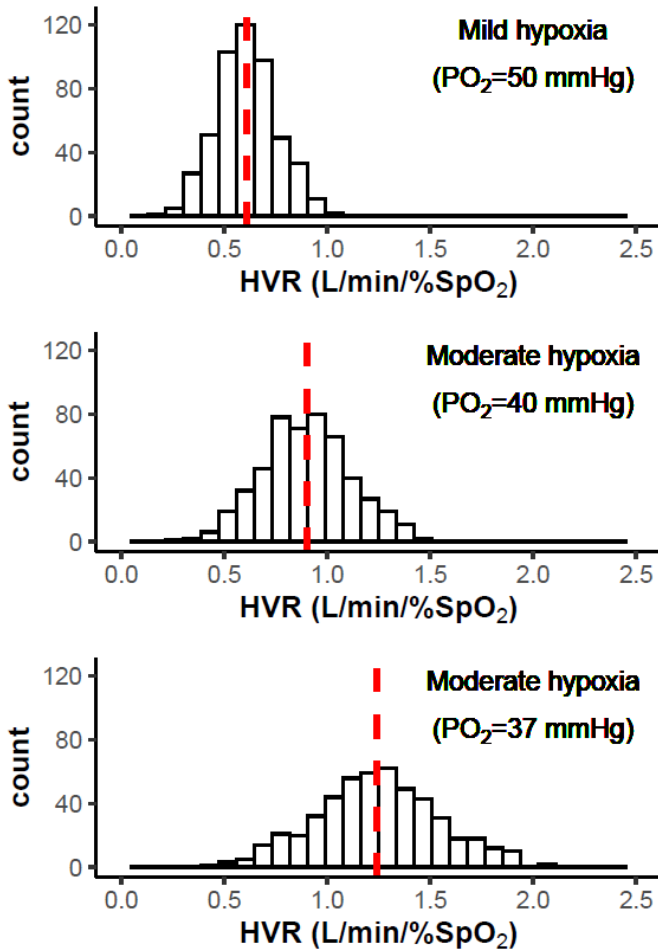 Mild hypoxia
(PO₂=50 mmHg)
120
80
40
0
count
0.0 0.5 1.0 1.5 2.0 2.5
HVR (L/min/%SpO₂)
Moderate hypoxia
(PO₂=40 mmHg)
120
80
40
0
count
0.0 0.5 1.0 1.5 2.0 2.5
HVR (L/min/%SpO₂)
Moderate hypoxia
(PO₂=37 mmHg)
120
80
40
0
count
0.0 0.5 1.0 1.5 2.0 2.5
HVR (L/min/%SpO₂)